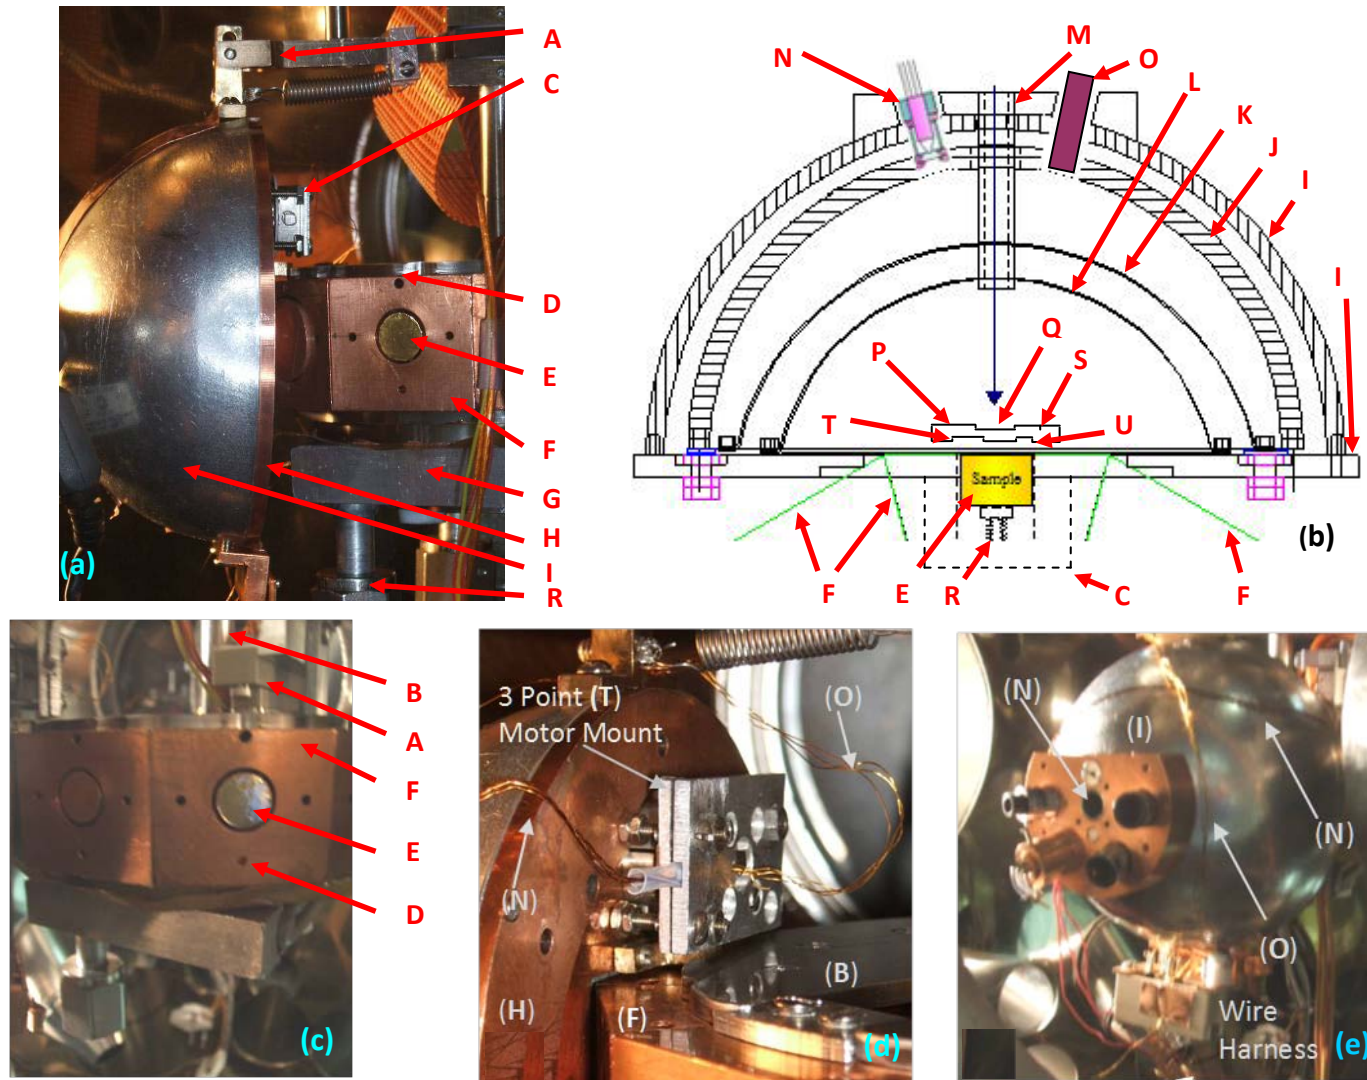 A
C
D
E
F
G
H
I
R
(a)
N
M
O
L
K
J
I
I
P
Q
S
T
U
Sample
F
E
R
C
F
(b)
B
A
F
E
D
(c)
3 Point (T)
Motor Mount
(O)
(N)
(B)
(H)
(F)
(d)
(N)
(I)
(N)
(O)
Wire
Harness
(e)